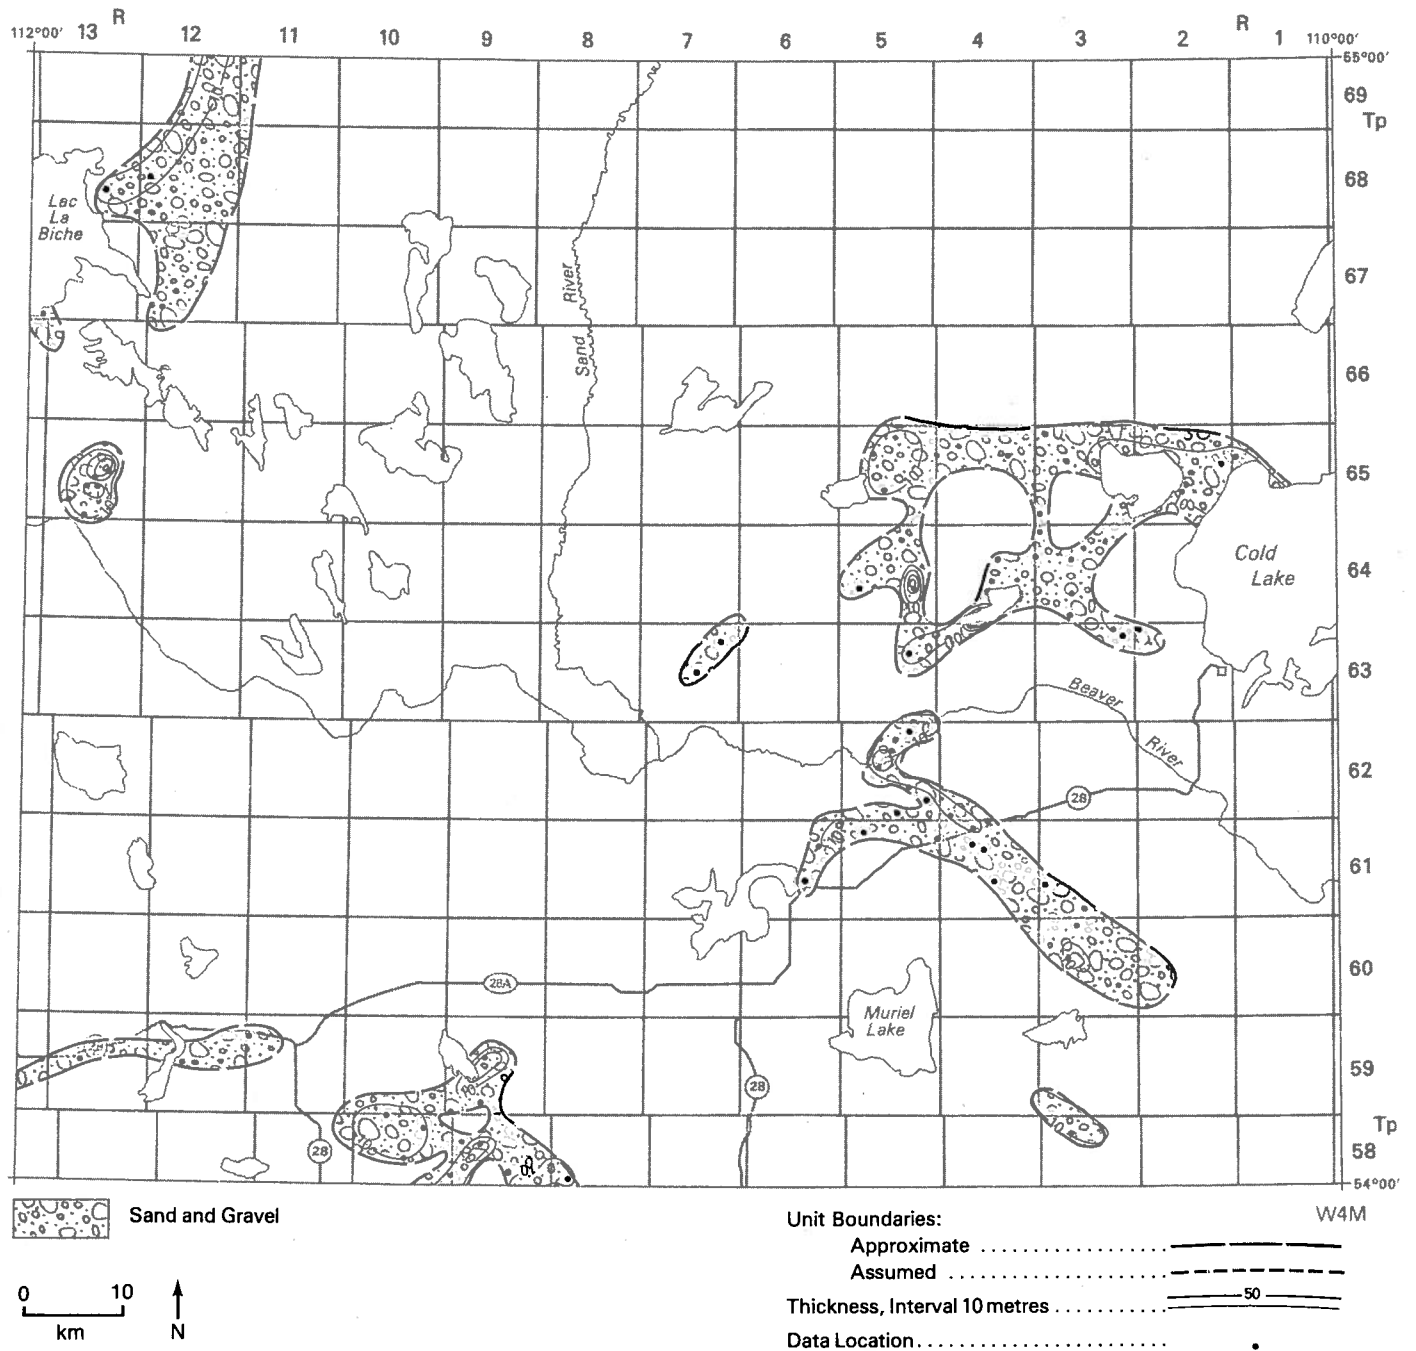 R R
112°00' 13 12 11 10 9 8 7 6 5 4 3 2 1 110°00'
55°00'
69
Tp
68
Lac
La
Biche
67
River
Sand
66
65
Cold
Lake
64
63
Beaver
River
62
28
61
60
28A
Muriel
Lake
59
28
Tp
58
28
54°00'
W4M
Sand and Gravel
Unit Boundaries:
Approximate ..................
Assumed .....................
Thickness, Interval 10 metres ........... 50
Data Location........................
0 10
km
N